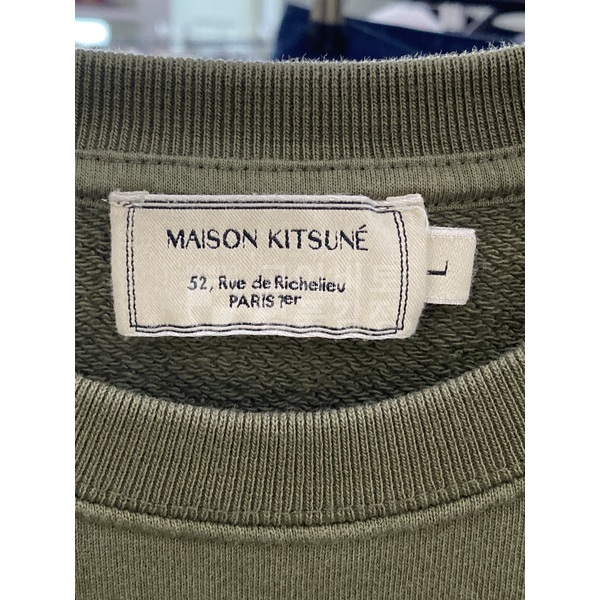 MAISON KITSUNÉ
52, Rue de Richelieu
PARIS 1er
L